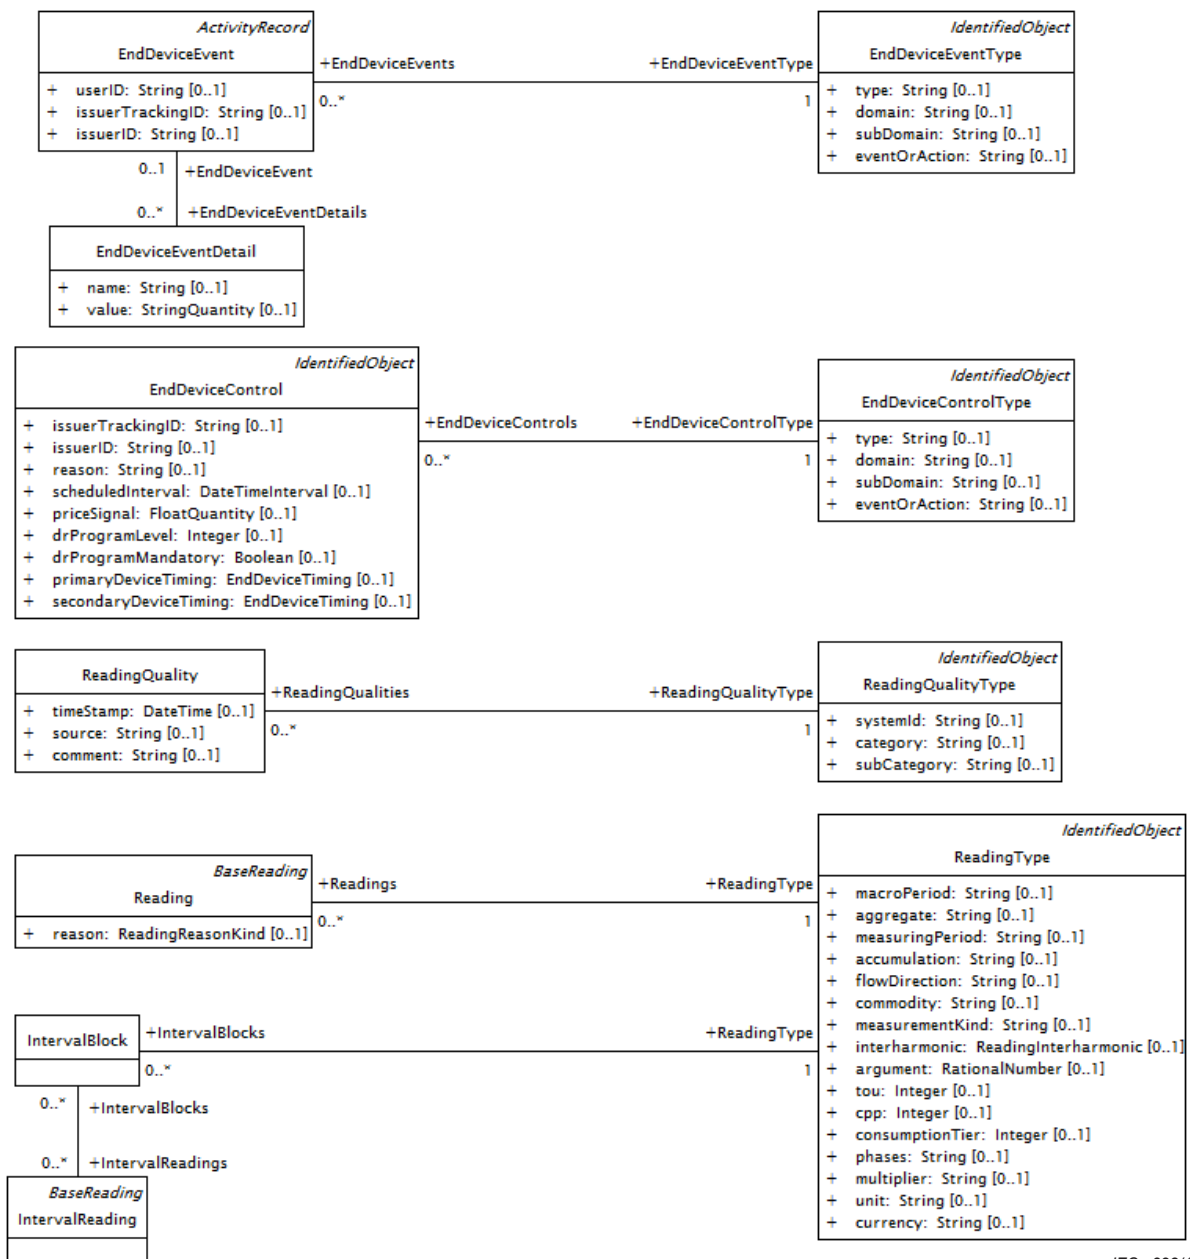 ActivityRecord
EndDeviceEvent
+ userID: String [0..1]
+ issuerTrackingID: String [0..1]
+ issuerID: String [0..1]
+EndDeviceEvents
0..*
+EndDeviceEventType
1
IdentifiedObject
EndDeviceEventType
+ type: String [0..1]
+ domain: String [0..1]
+ subDomain: String [0..1]
+ eventOrAction: String [0..1]
0..1 +EndDeviceEvent
0..* +EndDeviceEventDetails
EndDeviceEventDetail
+ name: String [0..1]
+ value: StringQuantity [0..1]
IdentifiedObject
EndDeviceControl
+ issuerTrackingID: String [0..1]
+ issuerID: String [0..1]
+ reason: String [0..1]
+ scheduledInterval: DateTimeInterval [0..1]
+ priceSignal: FloatQuantity [0..1]
+ drProgramLevel: Integer [0..1]
+ drProgramMandatory: Boolean [0..1]
+ primaryDeviceTiming: EndDeviceTiming [0..1]
+ secondaryDeviceTiming: EndDeviceTiming [0..1]
+EndDeviceControls
0..*
+EndDeviceControlType
1
IdentifiedObject
EndDeviceControlType
+ type: String [0..1]
+ domain: String [0..1]
+ subDomain: String [0..1]
+ eventOrAction: String [0..1]
ReadingQuality
+ timeStamp: DateTime [0..1]
+ source: String [0..1]
+ comment: String [0..1]
+ReadingQualities
0..*
+ReadingQualityType
1
IdentifiedObject
ReadingQualityType
+ systemId: String [0..1]
+ category: String [0..1]
+ subCategory: String [0..1]
BaseReading
Reading
+ reason: ReadingReasonKind [0..1]
+Readings
0..*
+ReadingType
1
IdentifiedObject
ReadingType
+ macroPeriod: String [0..1]
+ aggregate: String [0..1]
+ measuringPeriod: String [0..1]
+ accumulation: String [0..1]
+ flowDirection: String [0..1]
+ commodity: String [0..1]
+ measurementKind: String [0..1]
+ interharmonic: ReadingInterharmonic [0..1]
+ argument: RationalNumber [0..1]
+ tou: Integer [0..1]
+ cpp: Integer [0..1]
+ consumptionTier: Integer [0..1]
+ phases: String [0..1]
+ multiplier: String [0..1]
+ unit: String [0..1]
+ currency: String [0..1]
IntervalBlock
+IntervalBlocks
0..*
+ReadingType
1
0..* +IntervalBlocks
0..* +IntervalReadings
BaseReading
IntervalReading